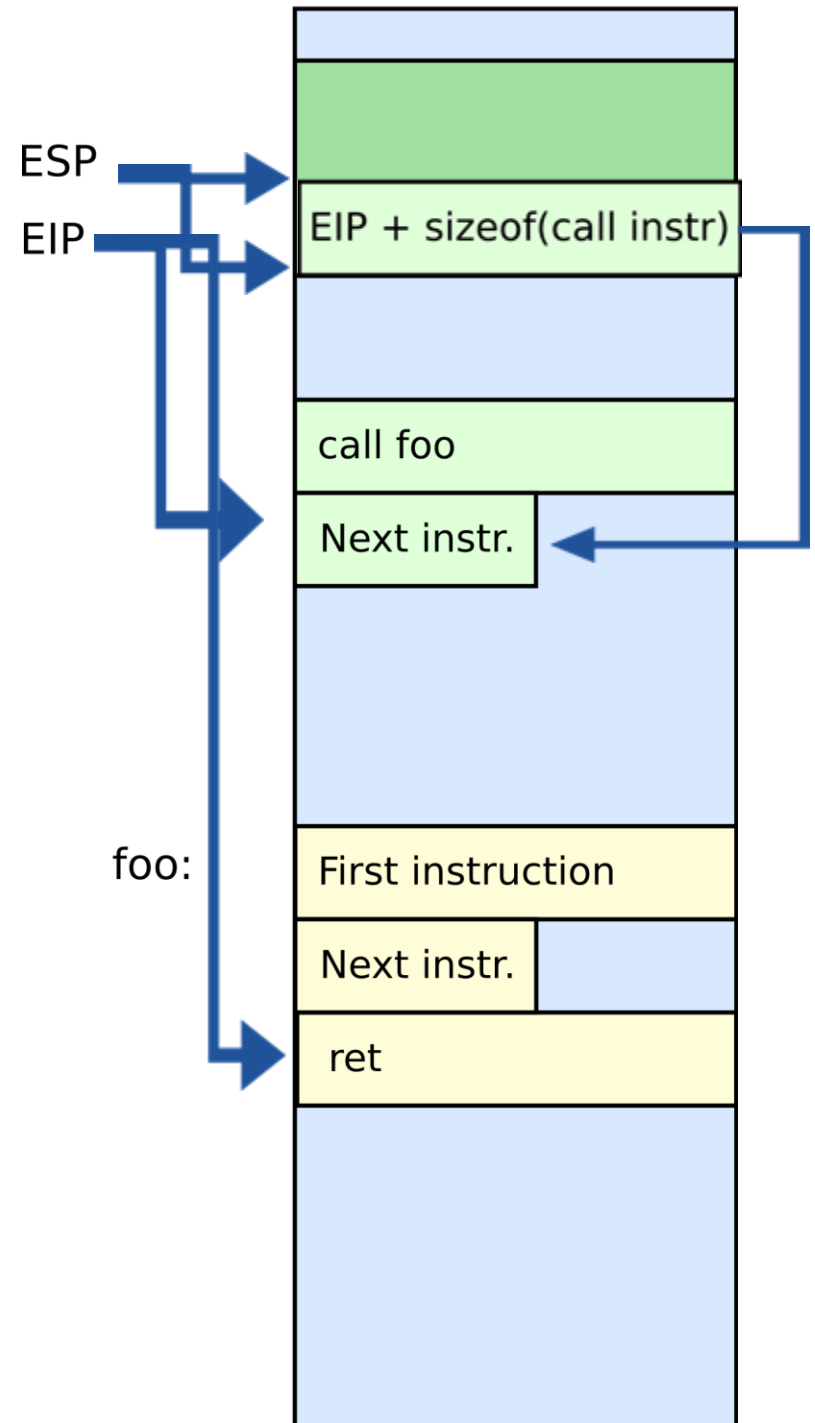 ESP
EIP
EIP + sizeof(call instr)
call foo
Next instr.
foo:
First instruction
Next instr.
ret